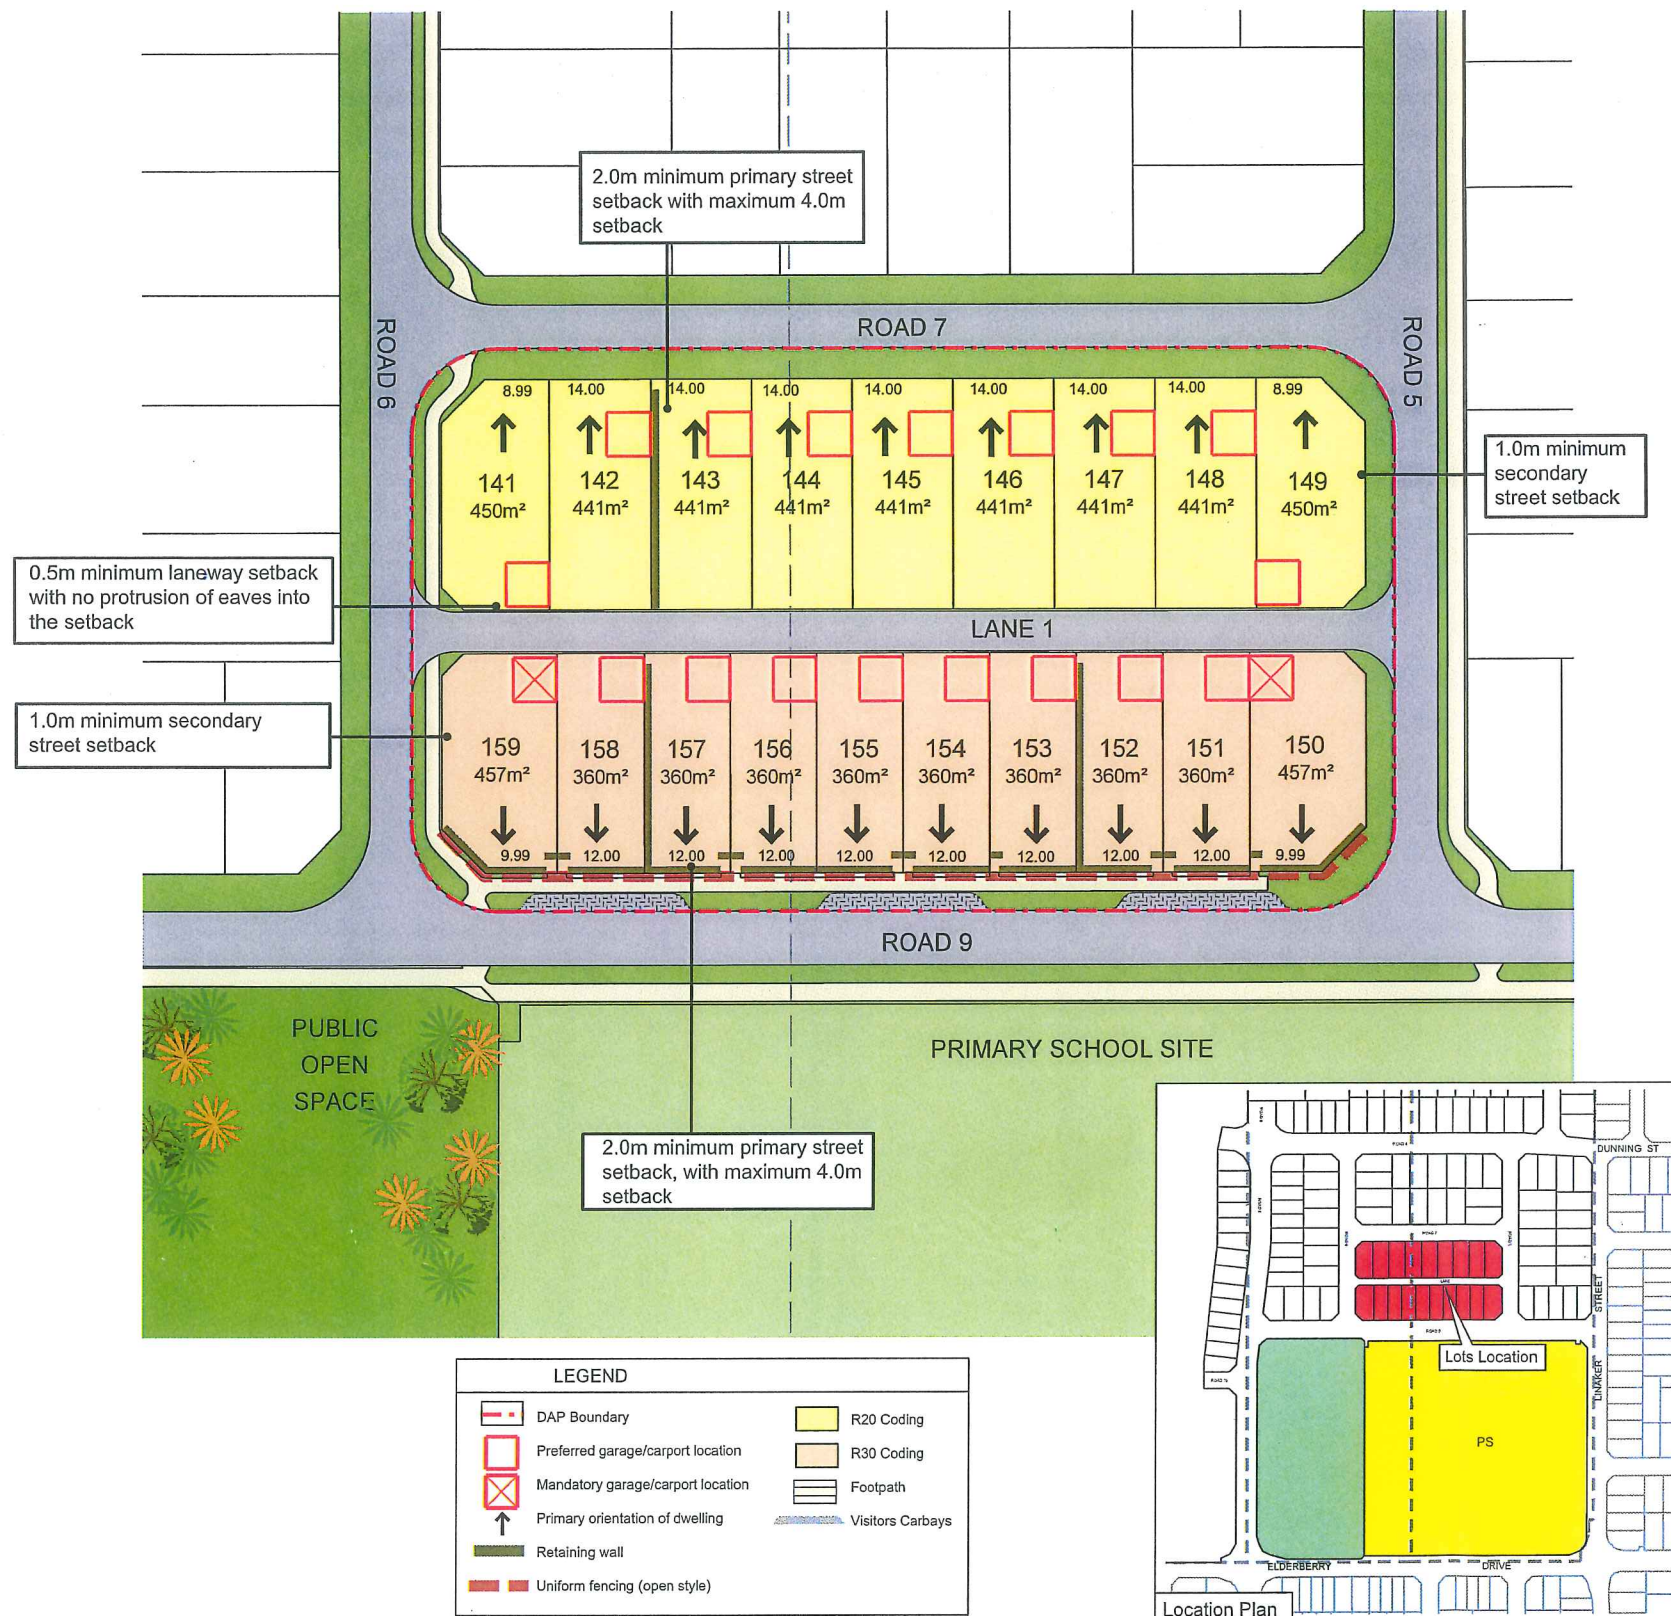 2.0m minimum primary street
setback with maximum 4.0m
setback
ROAD 7
ROAD 6
ROAD 5
8.99 14.00 14.00 14.00 14.00 14.00 14.00 14.00 8.99
141 142 143 144 145 146 147 148 149
450m² 441m² 441m² 441m² 441m² 441m² 441m² 441m² 450m²
1.0m minimum
secondary
street setback
0.5m minimum laneway setback
with no protrusion of eaves into
the setback
LANE 1
1.0m minimum secondary
street setback
159 158 157 156 155 154 153 152 151 150
457m² 360m² 360m² 360m² 360m² 360m² 360m² 360m² 360m² 457m²
9.99 12.00 12.00 12.00 12.00 12.00 12.00 12.00 12.00 9.99
ROAD 9
PUBLIC
OPEN
SPACE
PRIMARY SCHOOL SITE
2.0m minimum primary street
setback, with maximum 4.0m
setback
LEGEND
DAP Boundary
Preferred garage/carport location
Mandatory garage/carport location
Primary orientation of dwelling
Retaining wall
Uniform fencing (open style)
R20 Coding
R30 Coding
Footpath
Visitors Carbays
DUNNING ST
STREET
LINAKER
Lots Location
PS
ELDERBERRY DRIVE
Location Plan